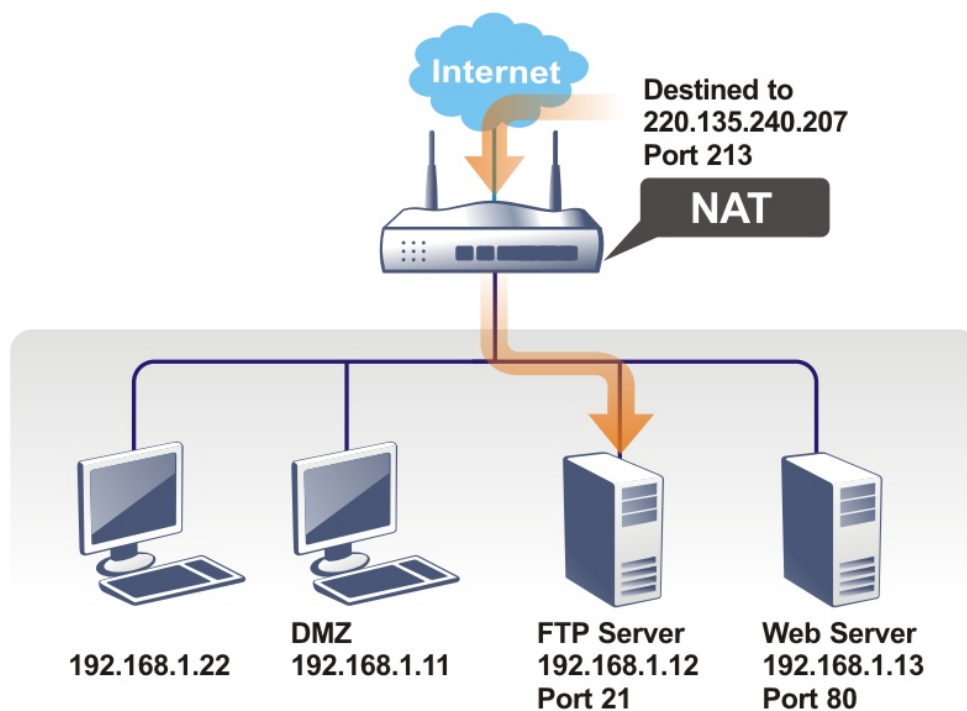 Internet
Destined to
220.135.240.207
Port 213
NAT
192.168.1.22
DMZ
192.168.1.11
FTP Server
192.168.1.12
Port 21
Web Server
192.168.1.13
Port 80